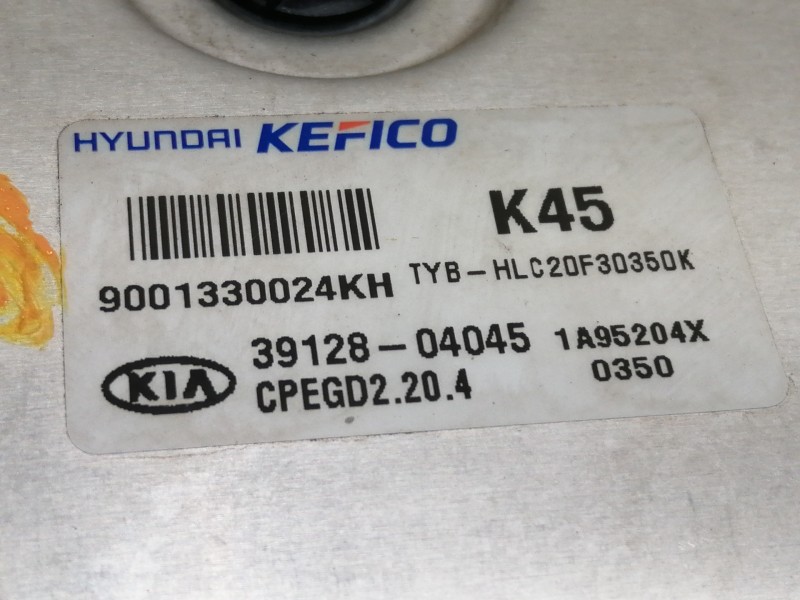 HYUNDAI KEFICO
K45
9001330024KH TYB-HLC20F30350K
KIA 39128-04045 1A95204X
CPEGD2.20.4 0350